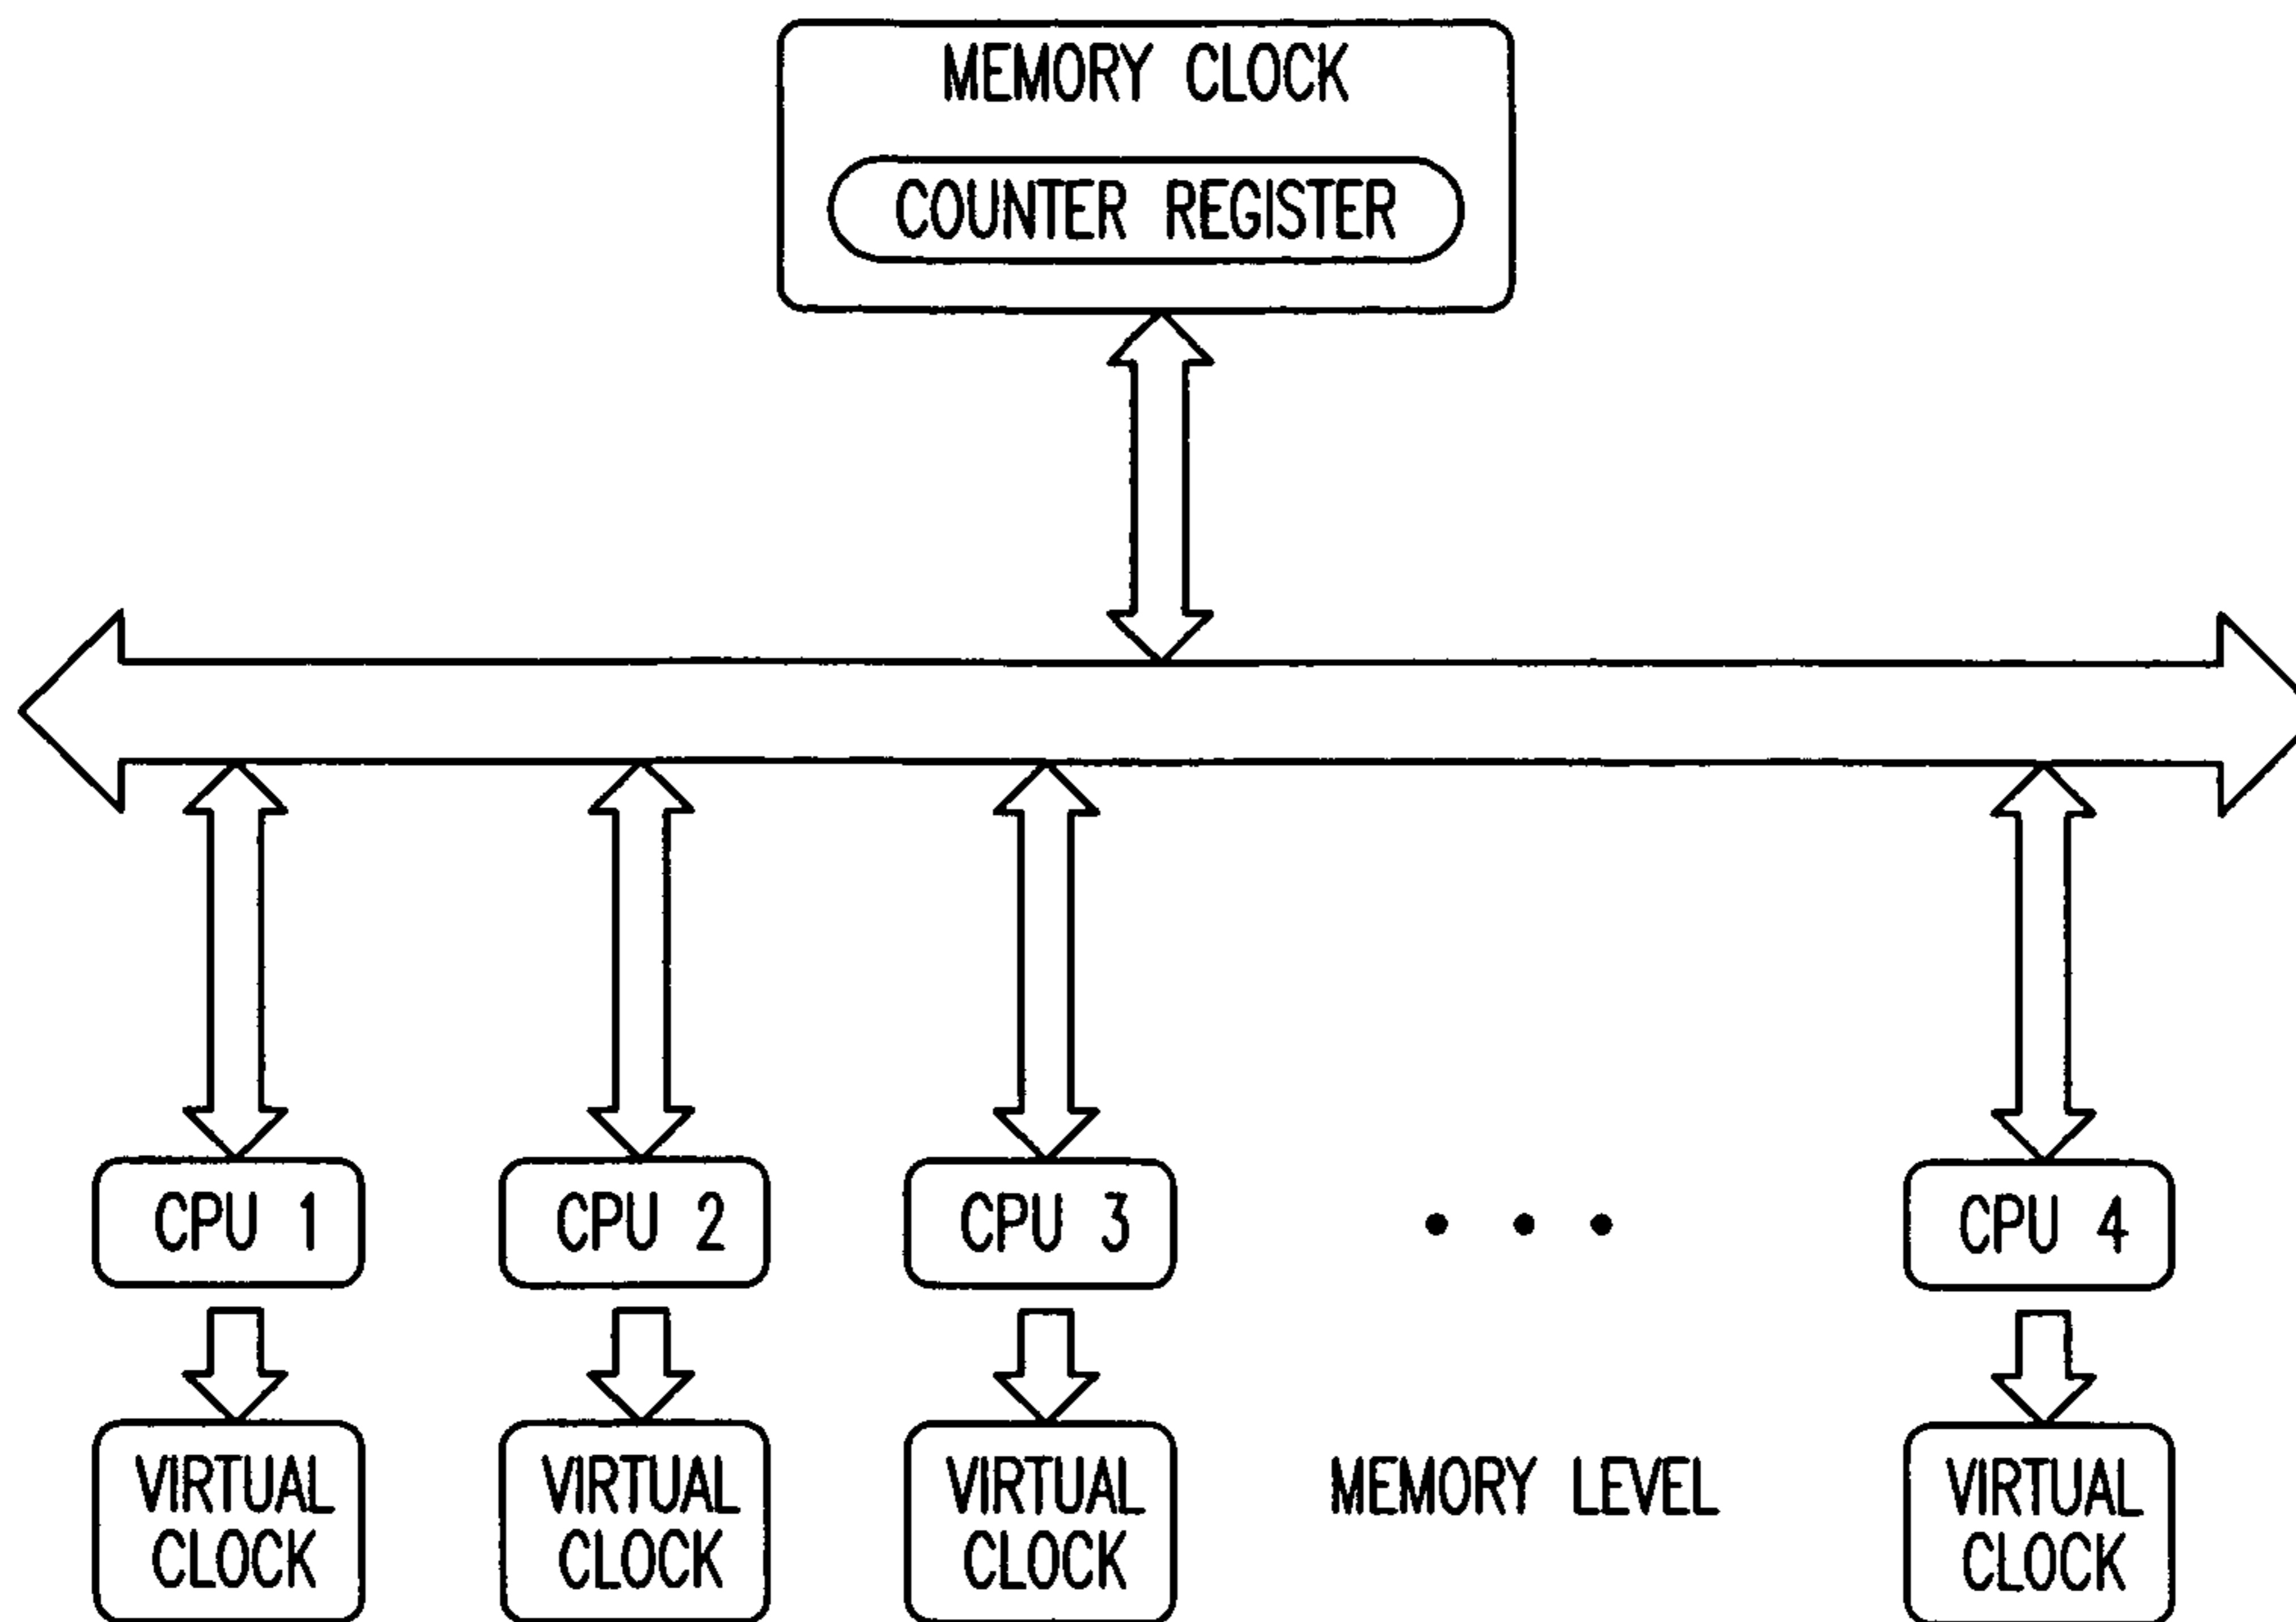 MEMORY CLOCK
COUNTER REGISTER
CPU 1
CPU 2
CPU 3
CPU 4
VIRTUAL
CLOCK
VIRTUAL
CLOCK
VIRTUAL
CLOCK
MEMORY LEVEL
VIRTUAL
CLOCK